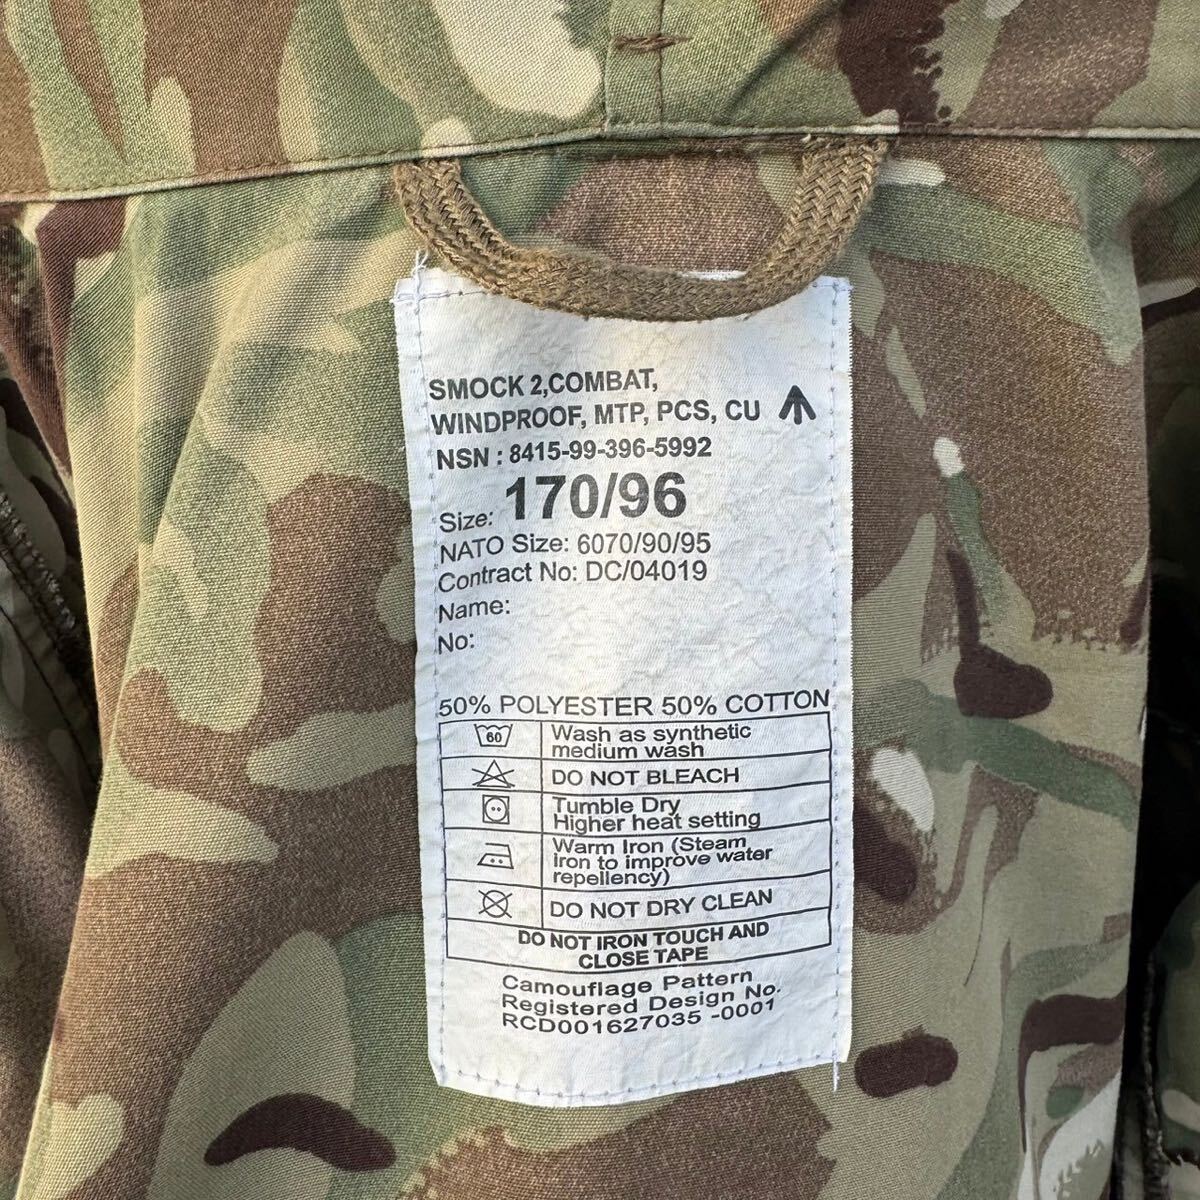 SMOCK 2,COMBAT,
WINDPROOF, MTP, PCS, CU
NSN : 8415-99-396-5992
Size: 170/96
NATO Size: 6070/90/95
Contract No: DC/04019
Name:
No:
50% POLYESTER 50% COTTON
60
Wash as synthetic
medium wash
DO NOT BLEACH
Tumble Dry
Higher heat setting
Warm Iron (Steam
iron to improve water
repellency)
DO NOT DRY CLEAN
DO NOT IRON TOUCH AND
CLOSE TAPE
Camouflage Pattern
Registered Design No.
RCD001627035 -0001